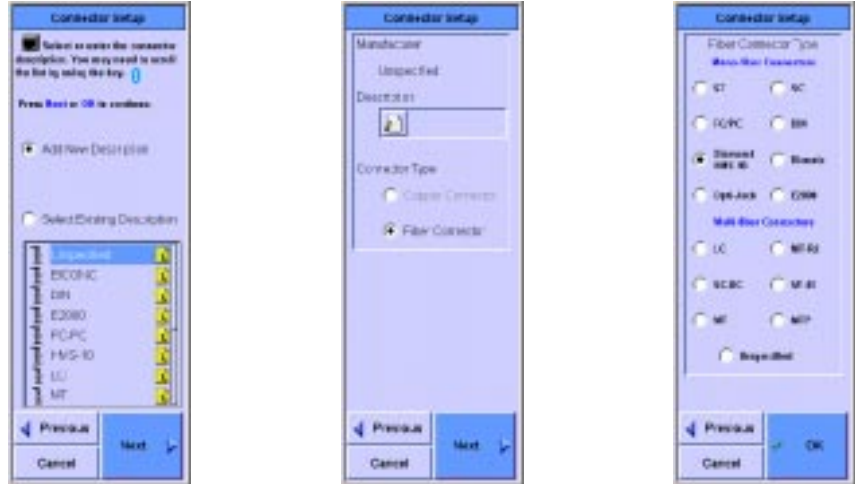 Connector Setup
Select or enter the connector
description. You may need to scroll
the list by using the key.
Press Next or OK to continue.
Add New Description
Select Existing Description
Unspecified
BICONIC
DIN
E2000
FC/PC
HMS-10
LC
MT
Previous
Next
Cancel
Connector Setup
Manufacturer
Unspecified
Description
Connector Type
Copper Connector
Fiber Connector
Previous
Next
Cancel
Connector Setup
Fiber Connector Type
Mono-fiber Connectors
ST
SC
FC/PC
DIN
Diamond
HMS-10
Biconic
Opti-Jack
E2000
Multi-fiber Connectors
LC
MT-RJ
SC-DC
VF-45
MT
MTP
Unspecified
Previous
OK
Cancel